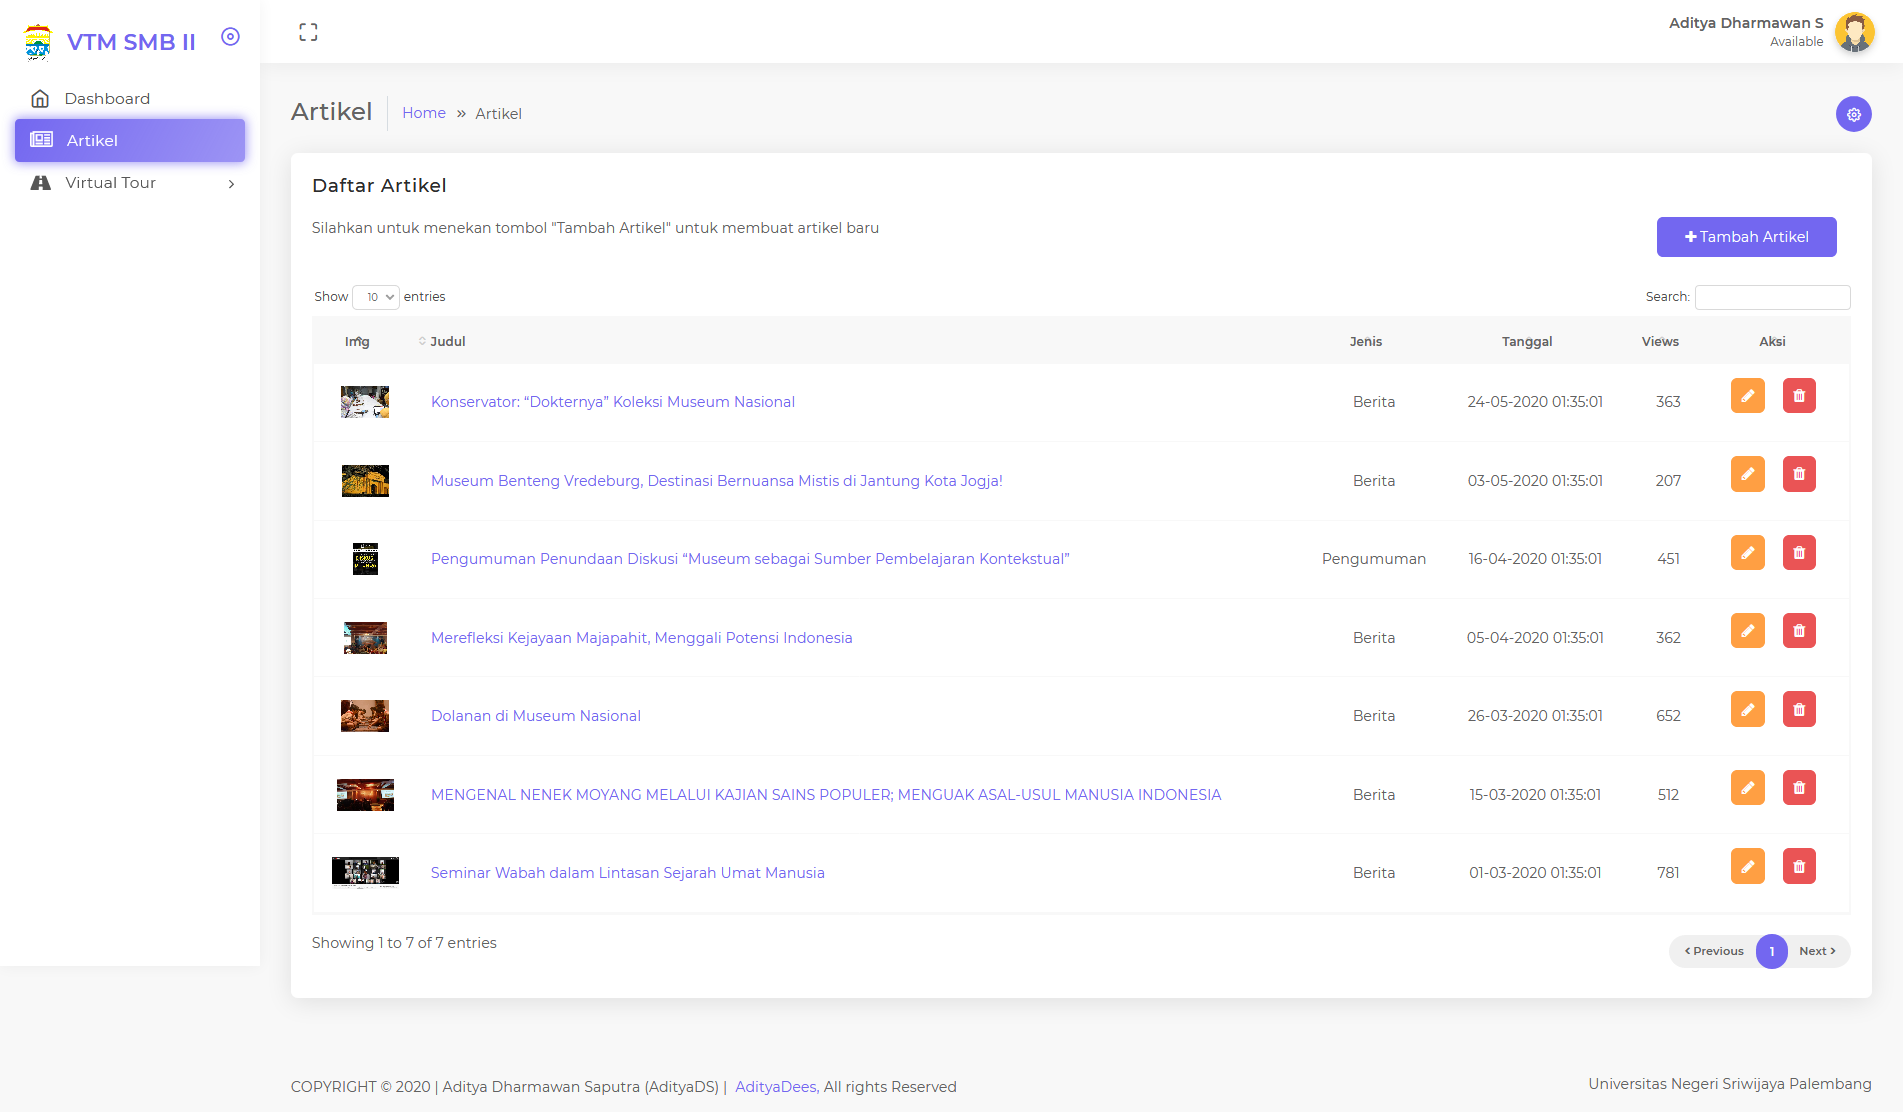 VTM SMB II
Aditya Dharmawan S
Available
Dashboard
Artikel
Virtual Tour
Artikel
Home » Artikel
Daftar Artikel
Silahkan untuk menekan tombol "Tambah Artikel" untuk membuat artikel baru
Tambah Artikel
Show 10 entries
Search:
Img Judul Jenis Tanggal Views Aksi
Konservator: “Dokternya” Koleksi Museum Nasional Berita 24-05-2020 01:35:01 363
Museum Benteng Vredeburg, Destinasi Bernuansa Mistis di Jantung Kota Jogja! Berita 03-05-2020 01:35:01 207
Pengumuman Penundaan Diskusi “Museum sebagai Sumber Pembelajaran Kontekstual” Pengumuman 16-04-2020 01:35:01 451
Merefleksi Kejayaan Majapahit, Menggali Potensi Indonesia Berita 05-04-2020 01:35:01 362
Dolanan di Museum Nasional Berita 26-03-2020 01:35:01 652
MENGENAL NENEK MOYANG MELALUI KAJIAN SAINS POPULER; MENGUAK ASAL-USUL MANUSIA INDONESIA Berita 15-03-2020 01:35:01 512
Seminar Wabah dalam Lintasan Sejarah Umat Manusia Berita 01-03-2020 01:35:01 781
Showing 1 to 7 of 7 entries
Previous 1 Next
COPYRIGHT © 2020 | Aditya Dharmawan Saputra (AdityaDS) | AdityaDees, All rights Reserved
Universitas Negeri Sriwijaya Palembang